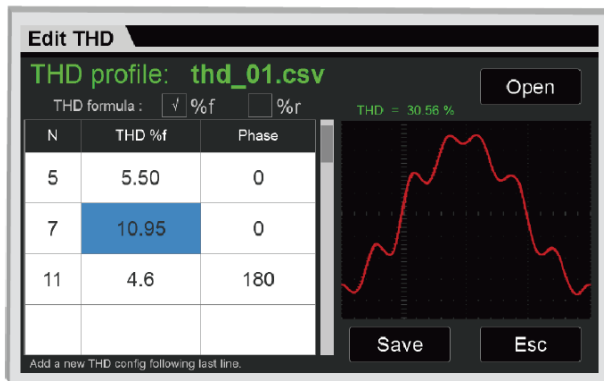 Edit THD
THD profile: thd_01.csv
Open
THD formula : √ %f %r
THD = 30.56 %
N THD %f Phase
5 5.50 0
7 10.95 0
11 4.6 180
Save Esc
Add a new THD config following last line.